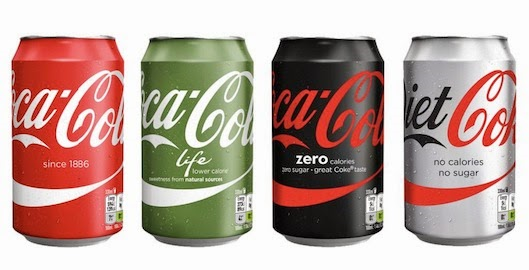 Coca-Cola
since 1886
Coca-Cola
life
lower calorie
sweetness from natural sources
Coca-Cola
zero calories
zero sugar · great Coke® taste
Diet Coke
no calories
no sugar